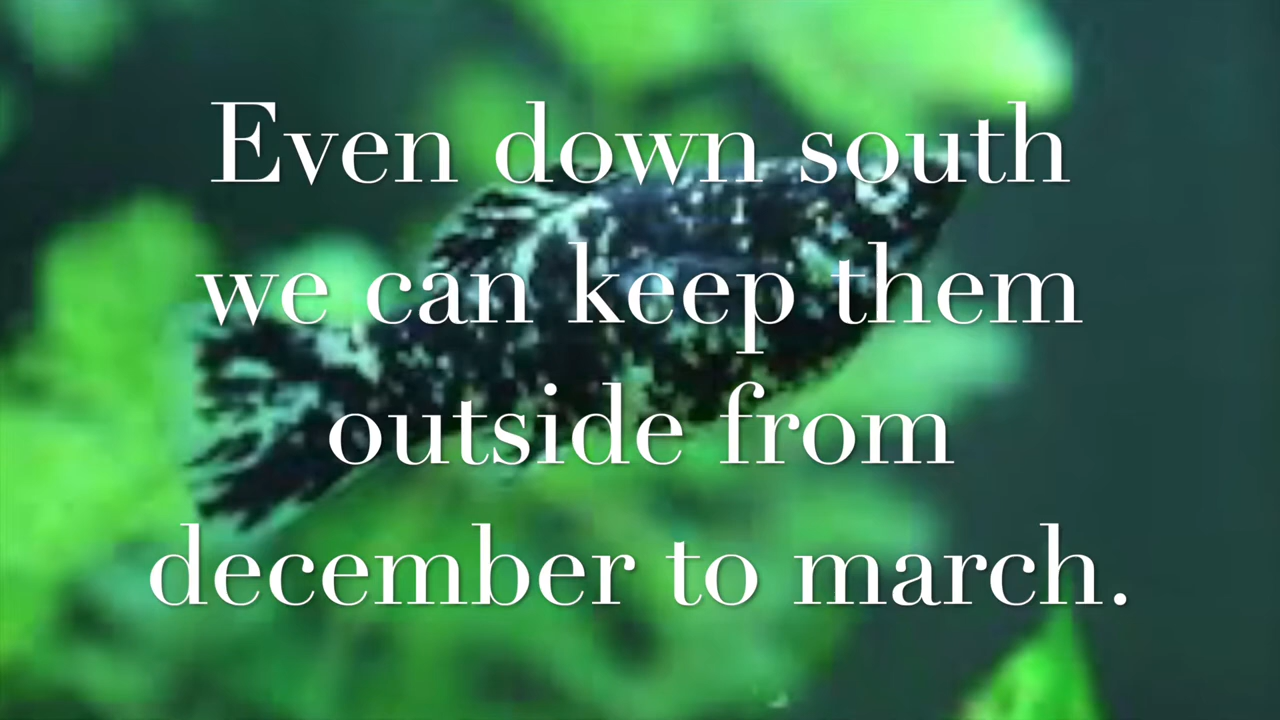 Even down south
we can keep them
outside from
december to march.